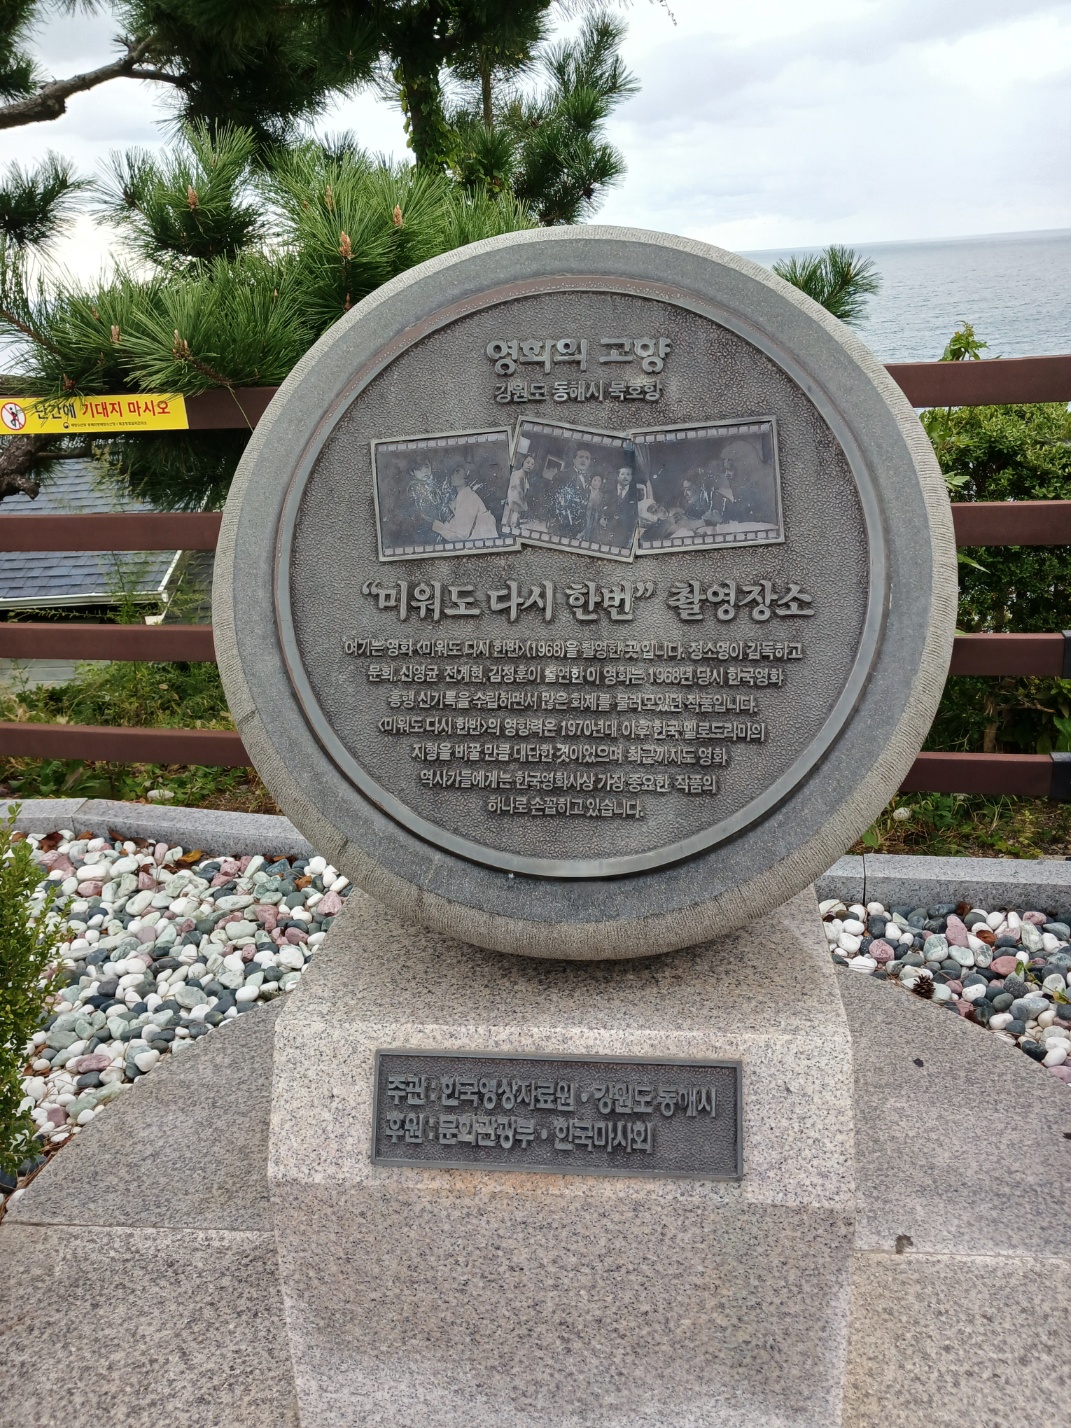 영화의 고향
강원도 동해시 묵호항
난간에 기대지 마시오
"미워도 다시 한번" 촬영장소
여기는 영화 <미워도 다시 한번>(1968)을 촬영한 곳입니다. 정소영이 감독하고
문희, 신영균, 전계현, 김정훈이 출연한 이 영화는 1968년 당시 한국영화
흥행 신기록을 수립하면서 많은 화제를 불러모았던 작품입니다.
<미워도 다시 한번>의 영향력은 1970년대 이후 한국 멜로드라마의
지형을 바꿀 만큼 대단한 것이었으며 최근까지도 영화
역사가들에게는 한국영화사상 가장 중요한 작품의
하나로 손꼽히고 있습니다.
주관 : 한국영상자료원 · 강원도 동해시
후원 : 문화관광부 · 한국마사회